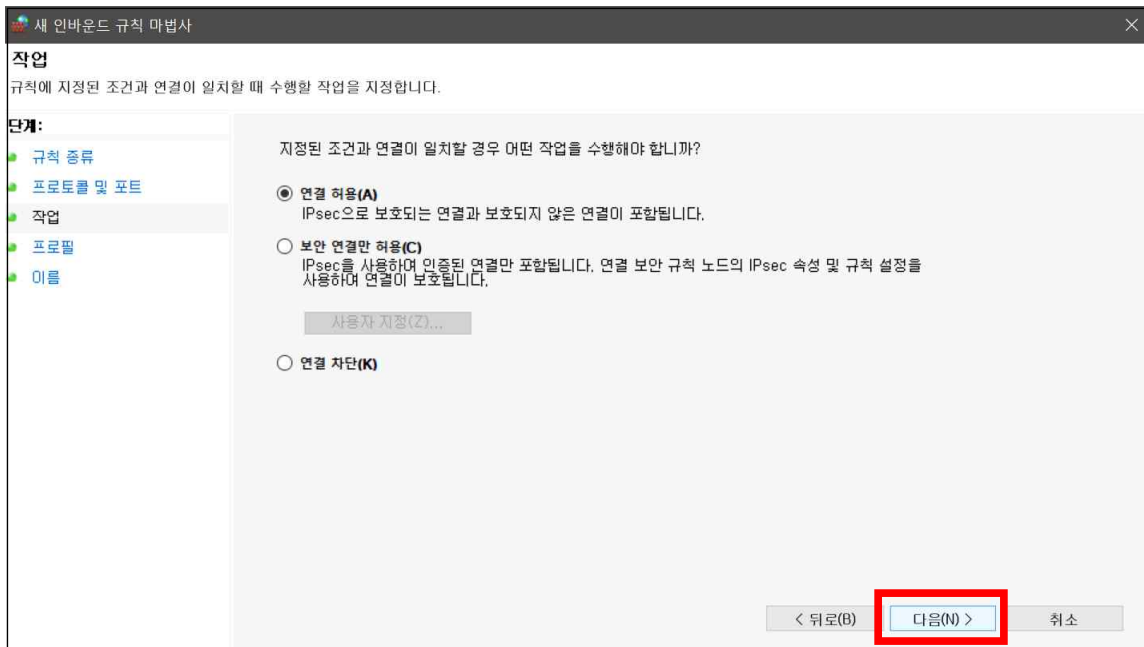 새 인바운드 규칙 마법사
작업
규칙에 지정된 조건과 연결이 일치할 때 수행할 작업을 지정합니다.
단계:
규칙 종류
프로토콜 및 포트
작업
프로필
이름
지정된 조건과 연결이 일치할 경우 어떤 작업을 수행해야 합니까?
연결 허용(A)
IPsec으로 보호되는 연결과 보호되지 않은 연결이 포함됩니다.
보안 연결만 허용(C)
IPsec을 사용하여 인증된 연결만 포함됩니다. 연결 보안 규칙 노드의 IPsec 속성 및 규칙 설정을
사용하여 연결이 보호됩니다.
사용자 지정(Z)...
연결 차단(K)
< 뒤로(B) 다음(N) > 취소